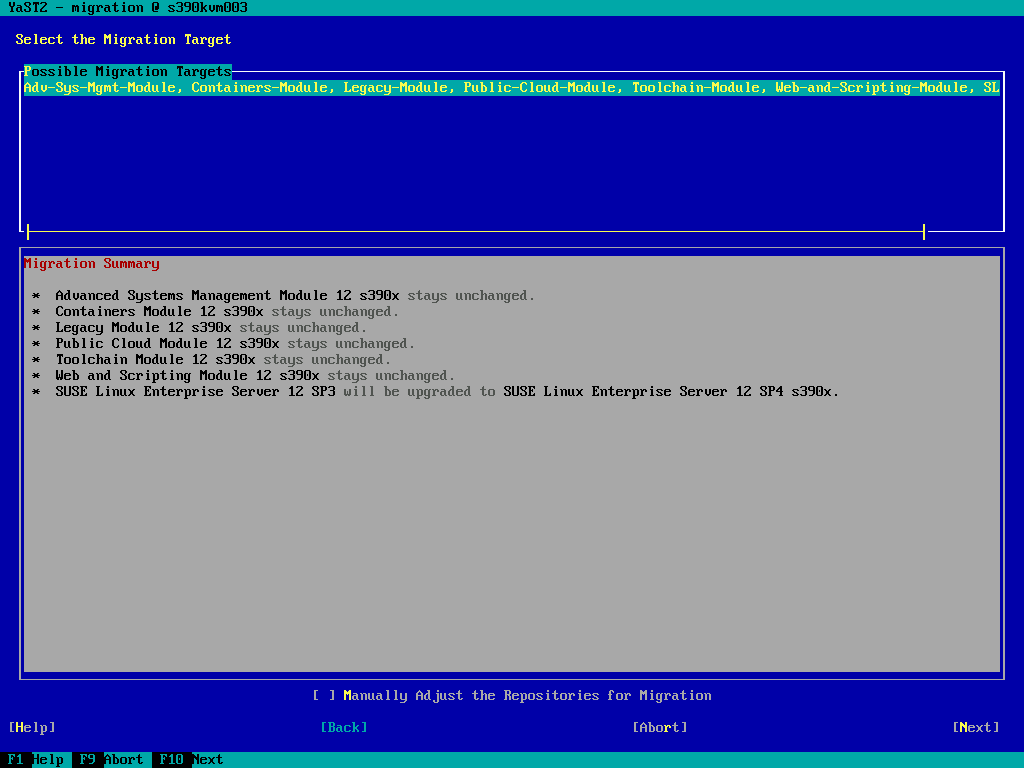 YaST2 - migration @ s390kvm003
Select the Migration Target
Possible Migration Targets
Adv-Sys-Mgmt-Module, Containers-Module, Legacy-Module, Public-Cloud-Module, Toolchain-Module, Web-and-Scripting-Module, SL
Migration Summary
* Advanced Systems Management Module 12 s390x stays unchanged.
* Containers Module 12 s390x stays unchanged.
* Legacy Module 12 s390x stays unchanged.
* Public Cloud Module 12 s390x stays unchanged.
* Toolchain Module 12 s390x stays unchanged.
* Web and Scripting Module 12 s390x stays unchanged.
* SUSE Linux Enterprise Server 12 SP3 will be upgraded to SUSE Linux Enterprise Server 12 SP4 s390x.
[ ] Manually Adjust the Repositories for Migration
[Help] [Back] [Abort] [Next]
F1 Help F9 Abort F10 Next